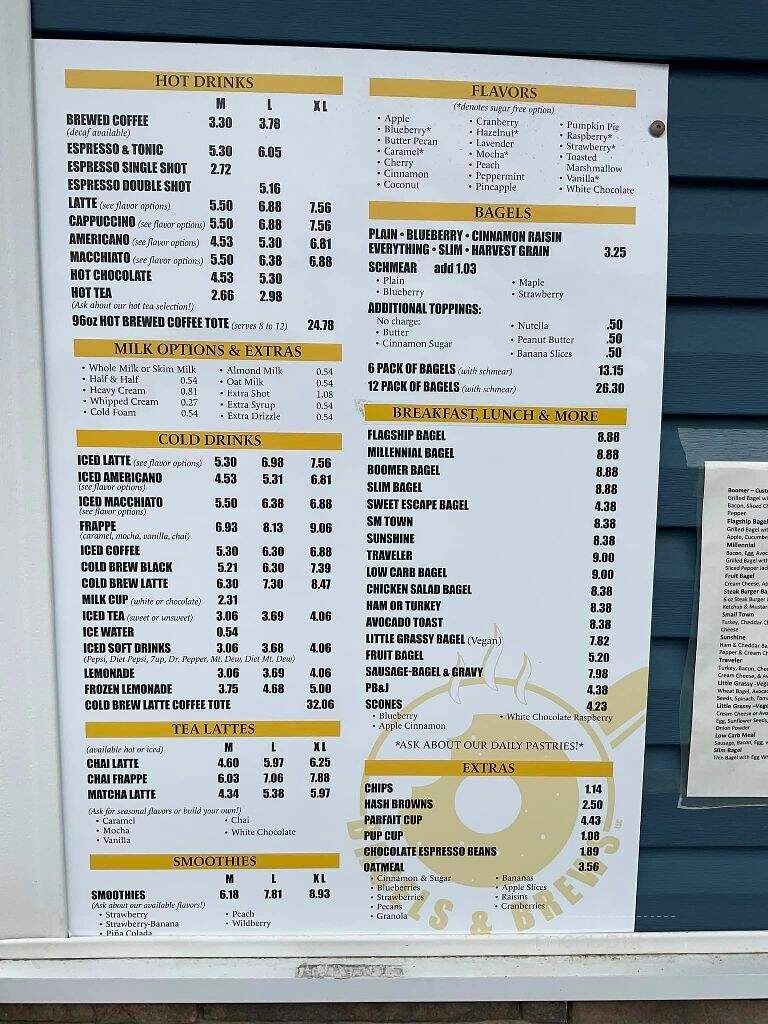 HOT DRINKS
M L XL
BREWED COFFEE 3.30 3.78
(decaf available)
ESPRESSO & TONIC 5.30 6.05
ESPRESSO SINGLE SHOT 2.72
ESPRESSO DOUBLE SHOT 5.16
LATTE (see flavor options) 5.50 6.88 7.56
CAPPUCCINO (see flavor options) 5.50 6.88 7.56
AMERICANO (see flavor options) 4.53 5.30 6.81
MACCHIATO (see flavor options) 5.50 6.38 6.88
HOT CHOCOLATE 4.53 5.30
HOT TEA 2.66 2.98
(Ask about our hot tea selection!)
96oz HOT BREWED COFFEE TOTE (serves 8 to 12) 24.78
MILK OPTIONS & EXTRAS
• Whole Milk or Skim Milk
• Half & Half 0.54
• Heavy Cream 0.81
• Whipped Cream 0.27
• Cold Foam 0.54
• Almond Milk 0.54
• Oat Milk 0.54
• Extra Shot 1.08
• Extra Syrup 0.54
• Extra Drizzle 0.54
COLD DRINKS
ICED LATTE (see flavor options) 5.30 6.98 7.56
ICED AMERICANO 4.53 5.31 6.81
(see flavor options)
ICED MACCHIATO 5.50 6.38 6.88
(see flavor options)
FRAPPE 6.93 8.13 9.06
(caramel, mocha, vanilla, chai)
ICED COFFEE 5.30 6.30 6.88
COLD BREW BLACK 5.21 6.30 7.39
COLD BREW LATTE 6.30 7.30 8.47
MILK CUP (white or chocolate) 2.31
ICED TEA (sweet or unsweet) 3.06 3.69 4.06
ICE WATER 0.54
ICED SOFT DRINKS 3.06 3.68 4.06
(Pepsi, Diet Pepsi, 7up, Dr. Pepper, Mt. Dew, Diet Mt. Dew)
LEMONADE 3.06 3.69 4.06
FROZEN LEMONADE 3.75 4.68 5.00
COLD BREW LATTE COFFEE TOTE 32.06
TEA LATTES
(available hot or iced) M L XL
CHAI LATTE 4.60 5.97 6.25
CHAI FRAPPE 6.03 7.06 7.88
MATCHA LATTE 4.34 5.38 5.97
(Ask for seasonal flavors or build your own!)
• Caramel
• Mocha
• Vanilla
• Chai
• White Chocolate
SMOOTHIES
M L XL
SMOOTHIES 6.18 7.81 8.93
(Ask about our available flavors!)
• Strawberry
• Strawberry-Banana
• Piña Colada
• Peach
• Wildberry
FLAVORS
(*denotes sugar free option)
• Apple
• Blueberry*
• Butter Pecan
• Caramel*
• Cherry
• Cinnamon
• Coconut
• Cranberry
• Hazelnut*
• Lavender
• Mocha*
• Peach
• Peppermint
• Pineapple
• Pumpkin Pie
• Raspberry*
• Strawberry*
• Toasted
Marshmallow
• Vanilla*
• White Chocolate
BAGELS
PLAIN • BLUEBERRY • CINNAMON RAISIN
EVERYTHING • SLIM • HARVEST GRAIN 3.25
SCHMEAR add 1.03
• Plain
• Blueberry
• Maple
• Strawberry
ADDITIONAL TOPPINGS:
No charge:
• Butter
• Cinnamon Sugar
• Nutella .50
• Peanut Butter .50
• Banana Slices .50
6 PACK OF BAGELS (with schmear) 13.15
12 PACK OF BAGELS (with schmear) 26.30
BREAKFAST, LUNCH & MORE
FLAGSHIP BAGEL 8.88
MILLENNIAL BAGEL 8.88
BOOMER BAGEL 8.88
SLIM BAGEL 8.88
SWEET ESCAPE BAGEL 4.38
SM TOWN 8.38
SUNSHINE 8.38
TRAVELER 9.00
LOW CARB BAGEL 9.00
CHICKEN SALAD BAGEL 8.38
HAM OR TURKEY 8.38
AVOCADO TOAST 8.38
LITTLE GRASSY BAGEL (Vegan) 7.82
FRUIT BAGEL 5.20
SAUSAGE-BAGEL & GRAVY 7.98
PB&J 4.38
SCONES 4.23
• Blueberry
• Apple Cinnamon
• White Chocolate Raspberry
*ASK ABOUT OUR DAILY PASTRIES!*
EXTRAS
CHIPS 1.14
HASH BROWNS 2.50
PARFAIT CUP 4.43
PUP CUP 1.08
CHOCOLATE ESPRESSO BEANS 1.89
OATMEAL 3.56
• Cinnamon & Sugar
• Blueberries
• Strawberries
• Pecans
• Granola
• Bananas
• Apple Slices
• Raisins
• Cranberries
BAGELS & BREWS LLC
Grilled Bagel
Pepper
Flagship Bagel
Millennial
Fruit Bagel
Small Town
Cheese
Sunshine
Traveler
Onion Powder
Low Carb Meal
Slim Bagel